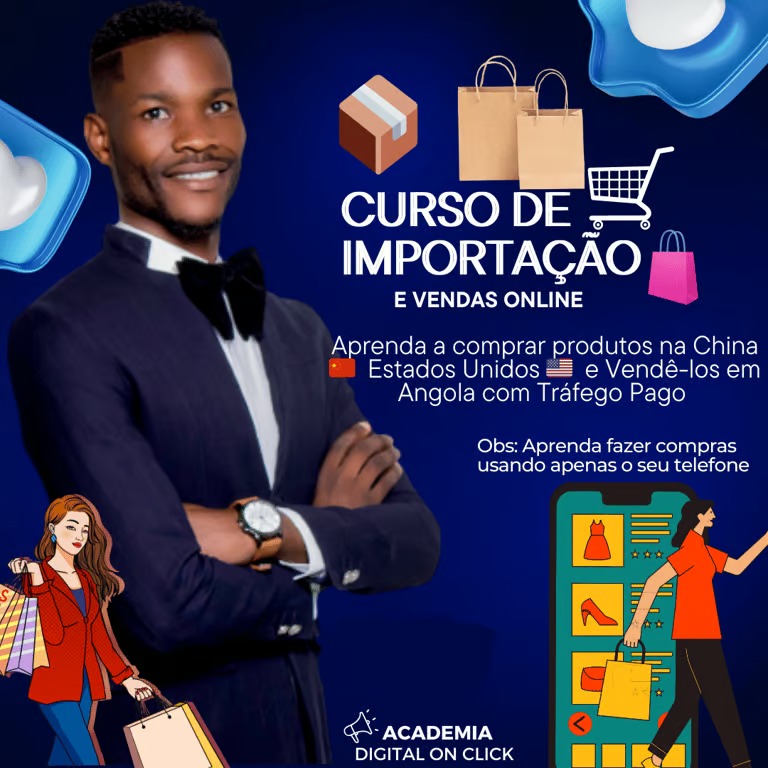 CURSO DE
IMPORTAÇÃO
E VENDAS ONLINE
Aprenda a comprar produtos na China
🇨🇳 Estados Unidos 🇺🇸 e Vendê-los em
Angola com Tráfego Pago
Obs: Aprenda fazer compras
usando apenas o seu telefone
ACADEMIA
DIGITAL ON CLICK